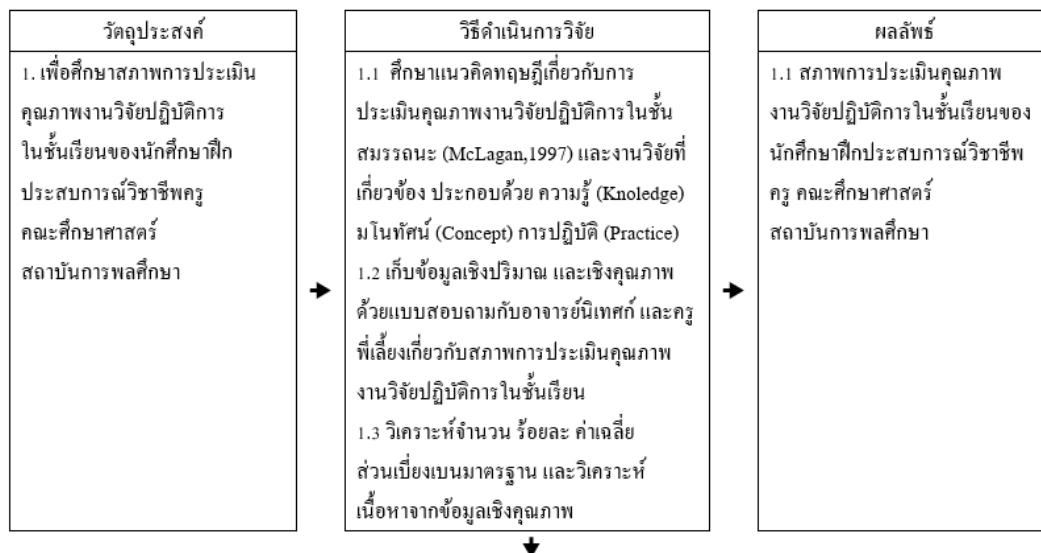 วัตถุประสงค์
1. เพื่อศึกษาสภาพการประเมิน
คุณภาพงานวิจัยปฏิบัติการ
ในชั้นเรียนของนักศึกษาฝึก
ประสบการณ์วิชาชีพครู
คณะศึกษาศาสตร์
สถาบันการพลศึกษา
วิธีดำเนินการวิจัย
1.1 ศึกษาแนวคิดทฤษฎีเกี่ยวกับการ
ประเมินคุณภาพงานวิจัยปฏิบัติการในชั้น
สมรรถนะ (McLagan,1997) และงานวิจัยที่
เกี่ยวข้อง ประกอบด้วย ความรู้ (Knoledge)
มโนทัศน์ (Concept) การปฏิบัติ (Practice)
1.2 เก็บข้อมูลเชิงปริมาณ และเชิงคุณภาพ
ด้วยแบบสอบถามกับอาจารย์นิเทศก์ และครู
พี่เลี้ยงเกี่ยวกับสภาพการประเมินคุณภาพ
งานวิจัยปฏิบัติการในชั้นเรียน
1.3 วิเคราะห์จำนวน ร้อยละ ค่าเฉลี่ย
ส่วนเบี่ยงเบนมาตรฐาน และวิเคราะห์
เนื้อหาจากข้อมูลเชิงคุณภาพ
ผลลัพธ์
1.1 สภาพการประเมินคุณภาพ
งานวิจัยปฏิบัติการในชั้นเรียนของ
นักศึกษาฝึกประสบการณ์วิชาชีพ
ครู คณะศึกษาศาสตร์
สถาบันการพลศึกษา